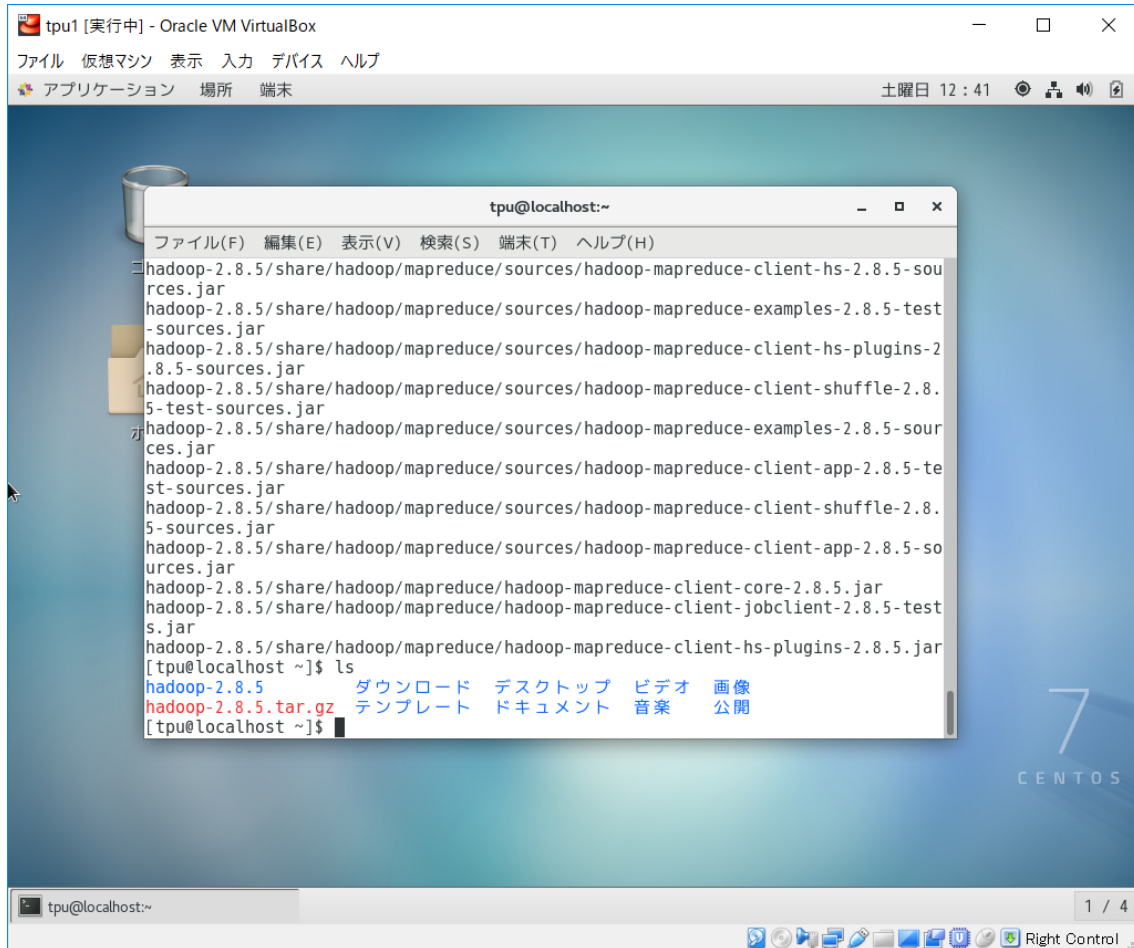 tpu1 [実行中] - Oracle VM VirtualBox
ファイル 仮想マシン 表示 入力 デバイス ヘルプ
アプリケーション 場所 端末 土曜日 12：41
tpu@localhost:~
ファイル(F) 編集(E) 表示(V) 検索(S) 端末(T) ヘルプ(H)
hadoop-2.8.5/share/hadoop/mapreduce/sources/hadoop-mapreduce-client-hs-2.8.5-sou
rces.jar
hadoop-2.8.5/share/hadoop/mapreduce/sources/hadoop-mapreduce-examples-2.8.5-test
-sources.jar
hadoop-2.8.5/share/hadoop/mapreduce/sources/hadoop-mapreduce-client-hs-plugins-2
.8.5-sources.jar
hadoop-2.8.5/share/hadoop/mapreduce/sources/hadoop-mapreduce-client-shuffle-2.8.
5-test-sources.jar
hadoop-2.8.5/share/hadoop/mapreduce/sources/hadoop-mapreduce-examples-2.8.5-sour
ces.jar
hadoop-2.8.5/share/hadoop/mapreduce/sources/hadoop-mapreduce-client-app-2.8.5-te
st-sources.jar
hadoop-2.8.5/share/hadoop/mapreduce/sources/hadoop-mapreduce-client-shuffle-2.8.
5-sources.jar
hadoop-2.8.5/share/hadoop/mapreduce/sources/hadoop-mapreduce-client-app-2.8.5-so
urces.jar
hadoop-2.8.5/share/hadoop/mapreduce/hadoop-mapreduce-client-core-2.8.5.jar
hadoop-2.8.5/share/hadoop/mapreduce/hadoop-mapreduce-client-jobclient-2.8.5-test
s.jar
hadoop-2.8.5/share/hadoop/mapreduce/hadoop-mapreduce-client-hs-plugins-2.8.5.jar
[tpu@localhost ~]$ ls
hadoop-2.8.5 ダウンロード デスクトップ ビデオ 画像
hadoop-2.8.5.tar.gz テンプレート ドキュメント 音楽 公開
[tpu@localhost ~]$
7
CENTOS
tpu@localhost:~ 1 / 4
Right Control